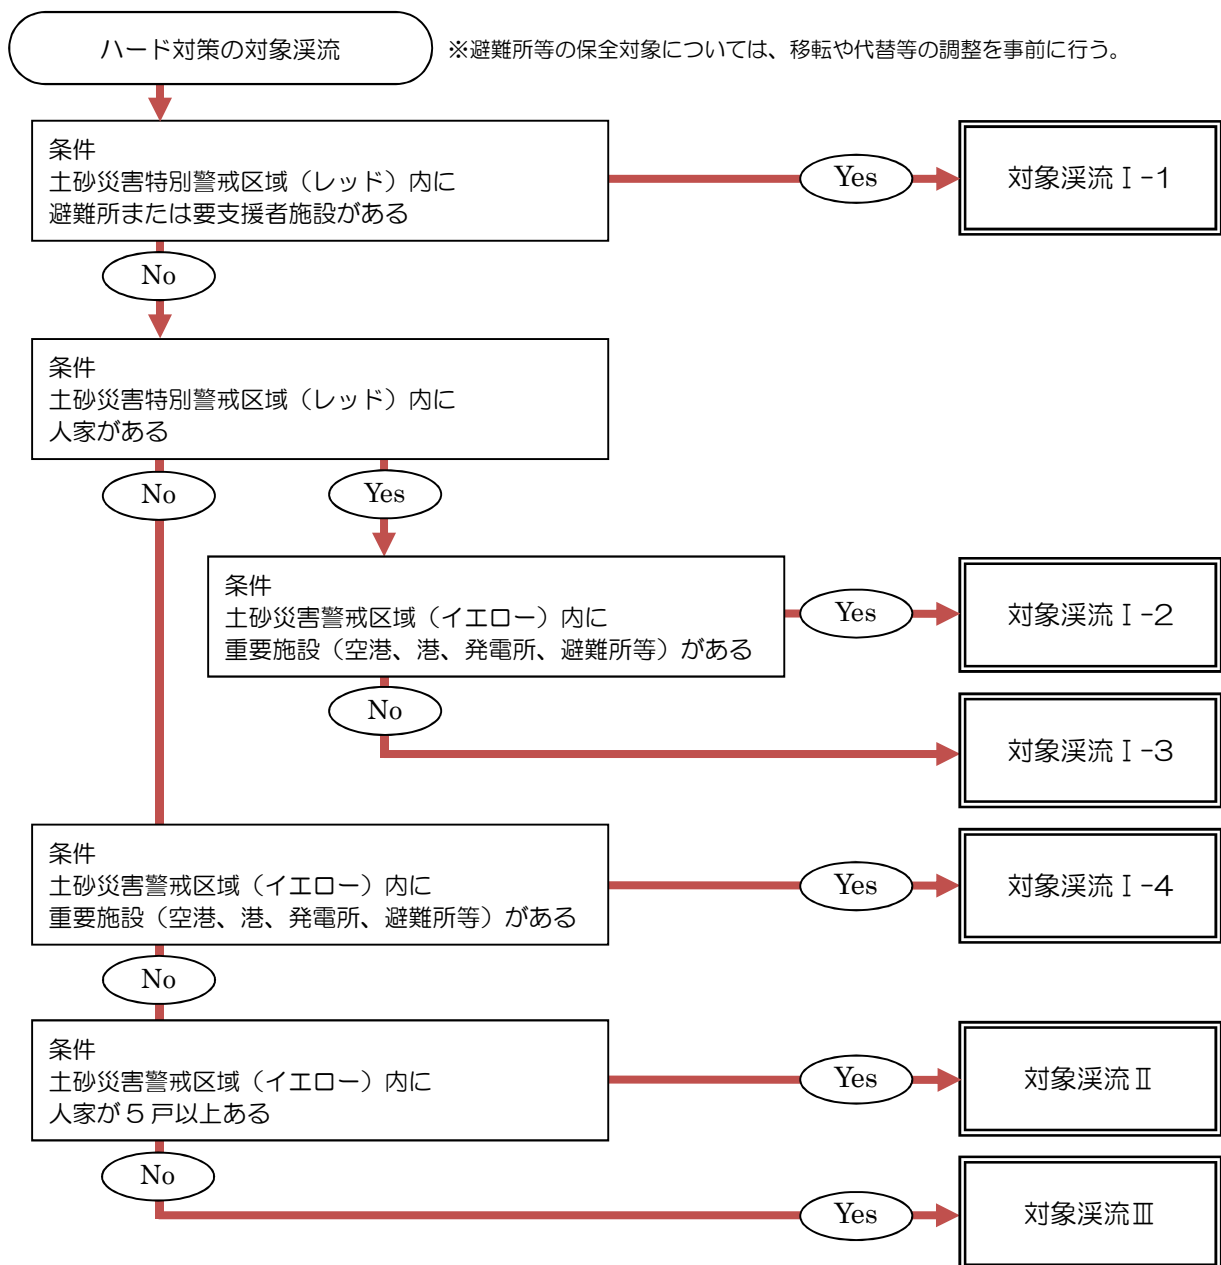 ハード対策の対象渓流
※避難所等の保全対象については、移転や代替等の調整を事前に行う。
条件
土砂災害特別警戒区域（レッド）内に
避難所または要支援者施設がある
Yes
対象渓流Ⅰ-1
No
条件
土砂災害特別警戒区域（レッド）内に
人家がある
No
Yes
条件
土砂災害警戒区域（イエロー）内に
重要施設（空港、港、発電所、避難所等）がある
Yes
対象渓流Ⅰ-2
No
対象渓流Ⅰ-3
条件
土砂災害警戒区域（イエロー）内に
重要施設（空港、港、発電所、避難所等）がある
Yes
対象渓流Ⅰ-4
No
条件
土砂災害警戒区域（イエロー）内に
人家が５戸以上ある
Yes
対象渓流Ⅱ
No
Yes
対象渓流Ⅲ